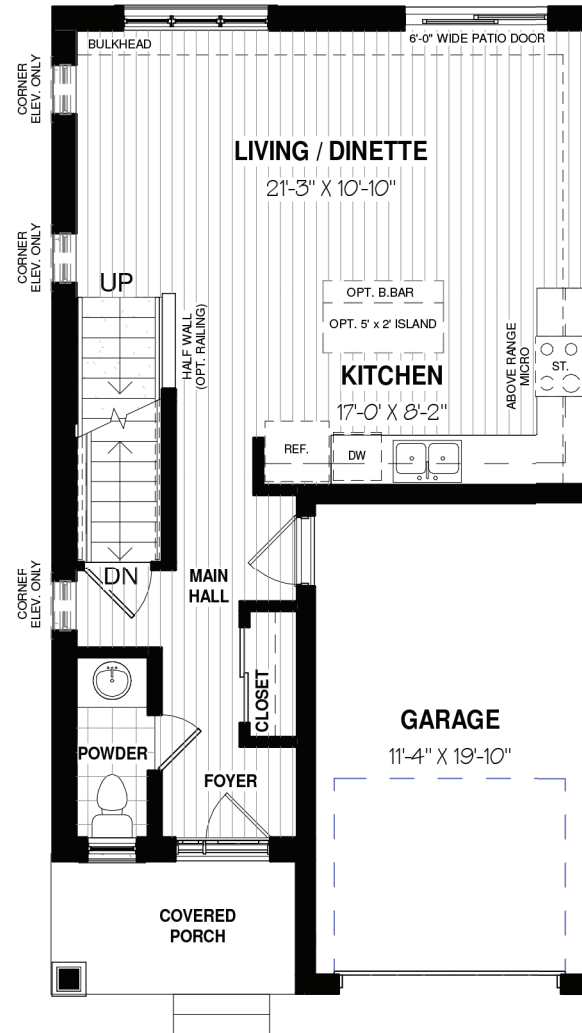 BULKHEAD
6'-0" WIDE PATIO DOOR
CORNER
ELEV. ONLY
LIVING / DINETTE
21'-3" X 10'-10"
CORNER
ELEV. ONLY
UP
OPT. B.BAR
OPT. 5' x 2' ISLAND
HALF WALL
(OPT. RAILING)
ABOVE RANGE
MICRO
ST.
KITCHEN
17'-0' X 8'-2"
REF.
DW
CORNEF
ELEV. ONLY
DN
MAIN
HALL
CLOSET
POWDER
FOYER
GARAGE
11'-4" X 19'-10"
COVERED
PORCH